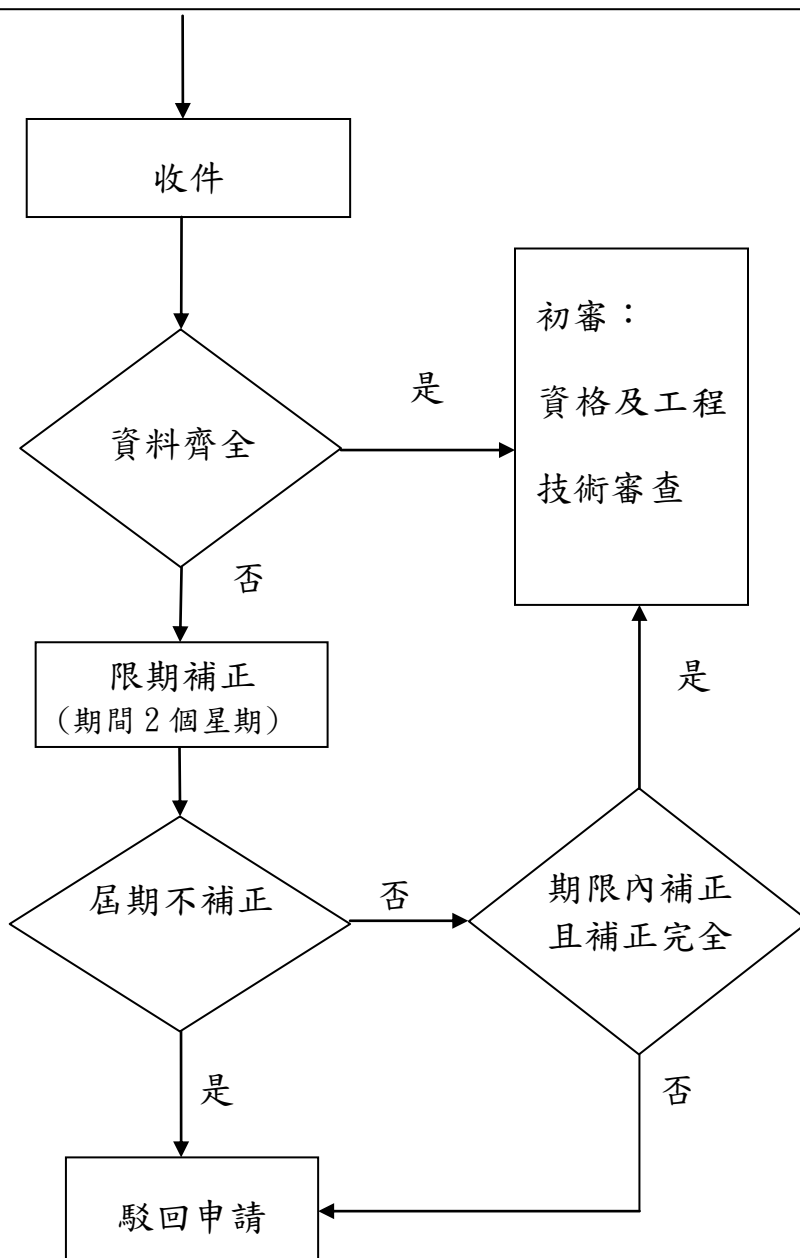 收件
初審：
資格及工程
技術審查
是
資料齊全
否
限期補正
（期間2個星期）
是
屆期不補正
否
期限內補正
且補正完全
是
否
駁回申請